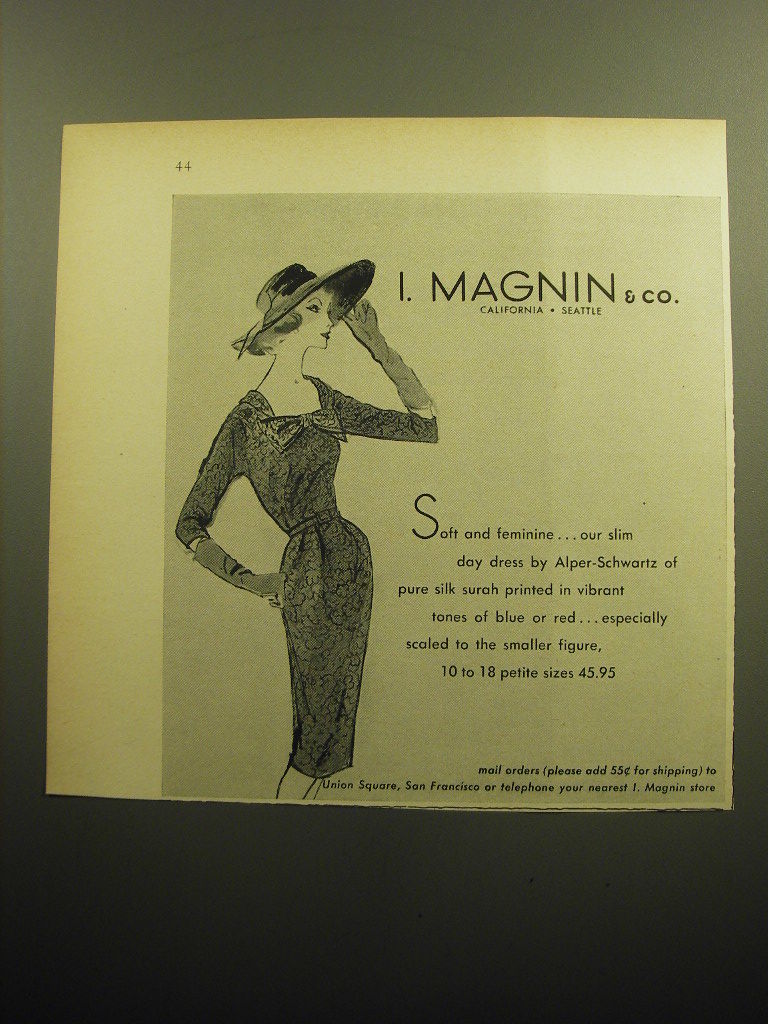 44
I. MAGNIN & CO.
CALIFORNIA • SEATTLE
Soft and feminine . . . our slim
day dress by Alper-Schwartz of
pure silk surah printed in vibrant
tones of blue or red . . . especially
scaled to the smaller figure,
10 to 18 petite sizes 45.95
mail orders (please add 55¢ for shipping) to
Union Square, San Francisco or telephone your nearest I. Magnin store